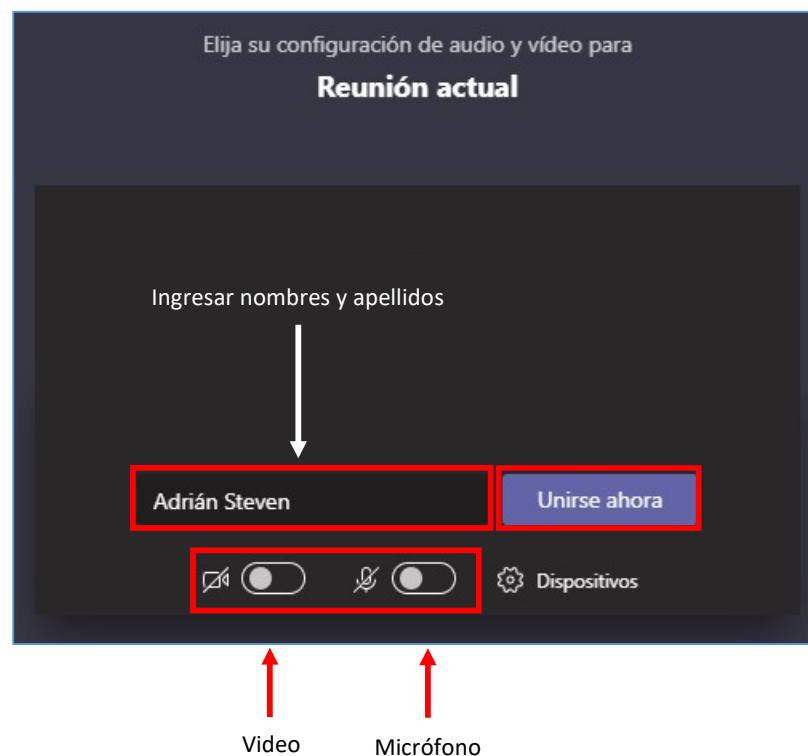 Elija su configuración de audio y vídeo para
Reunión actual
Ingresar nombres y apellidos
Adrián Steven
Unirse ahora
Dispositivos
Video
Micrófono